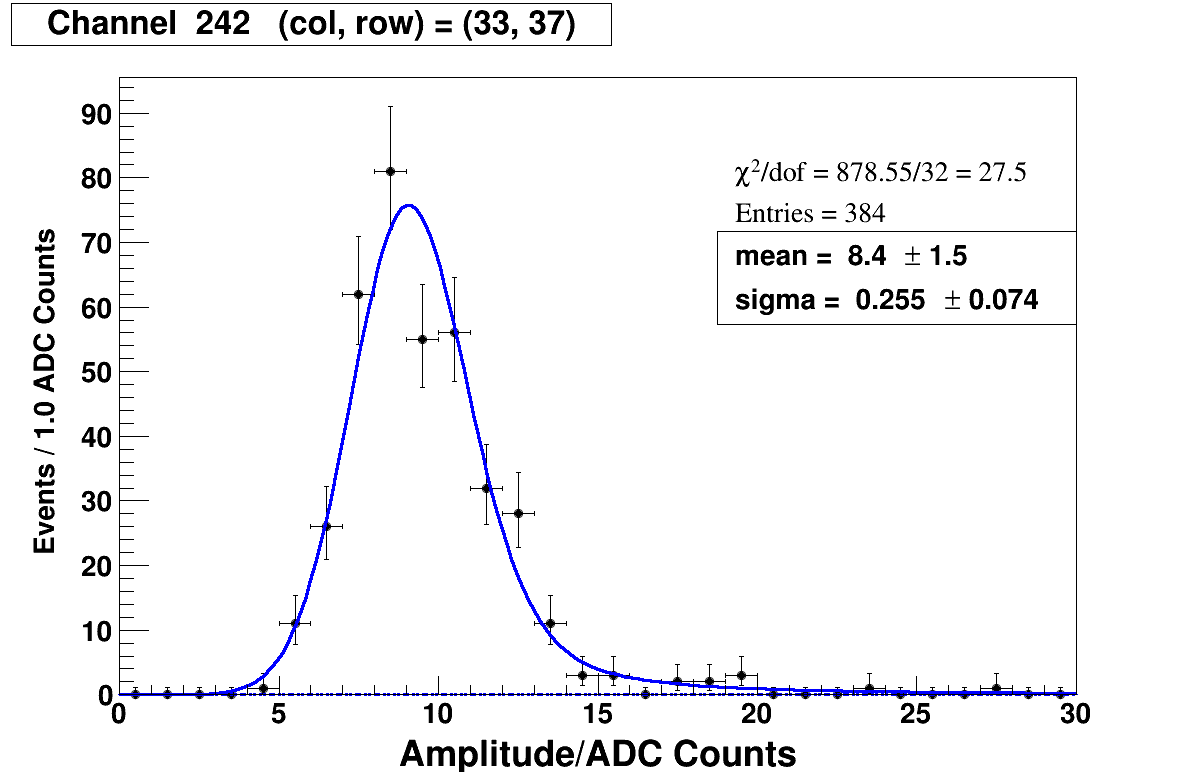 Channel  242   (col, row) = (33, 37)
χ²/dof = 878.55/32 = 27.5
Entries = 384
mean =  8.4  ± 1.5
sigma =  0.255  ± 0.074
Events / 1.0 ADC Counts
90
80
70
60
50
40
30
20
10
0
0 5 10 15 20 25 30
Amplitude/ADC Counts